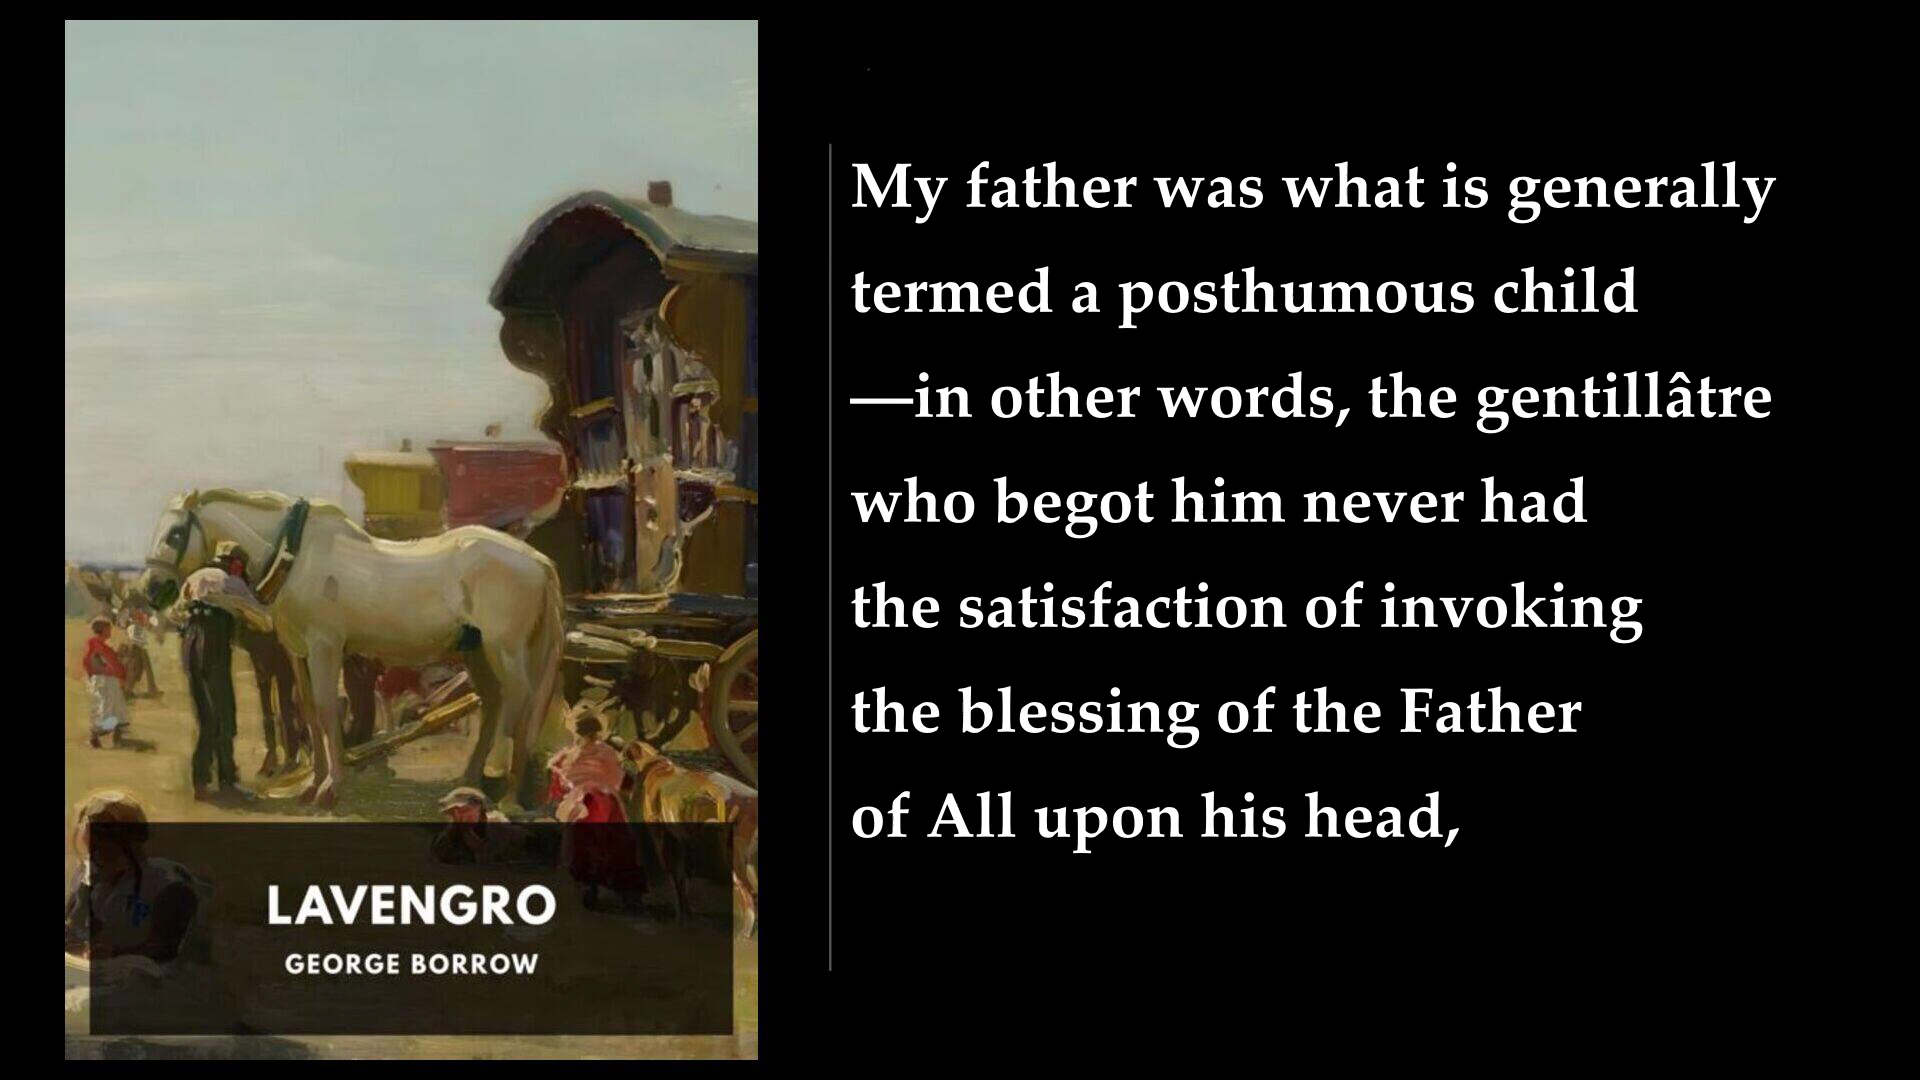 LAVENGRO
GEORGE BORROW
My father was what is generally
termed a posthumous child
—in other words, the gentillâtre
who begot him never had
the satisfaction of invoking
the blessing of the Father
of All upon his head,